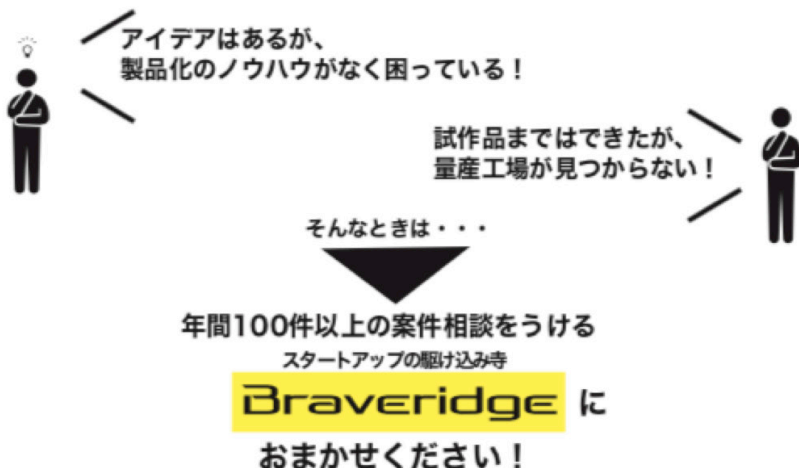 アイデアはあるが、
製品化のノウハウがなく困っている！
試作品まではできたが、
量産工場が見つからない！
そんなときは・・・
年間100件以上の案件相談をうける
スタートアップの駆け込み寺
Braveridge に
おまかせください！